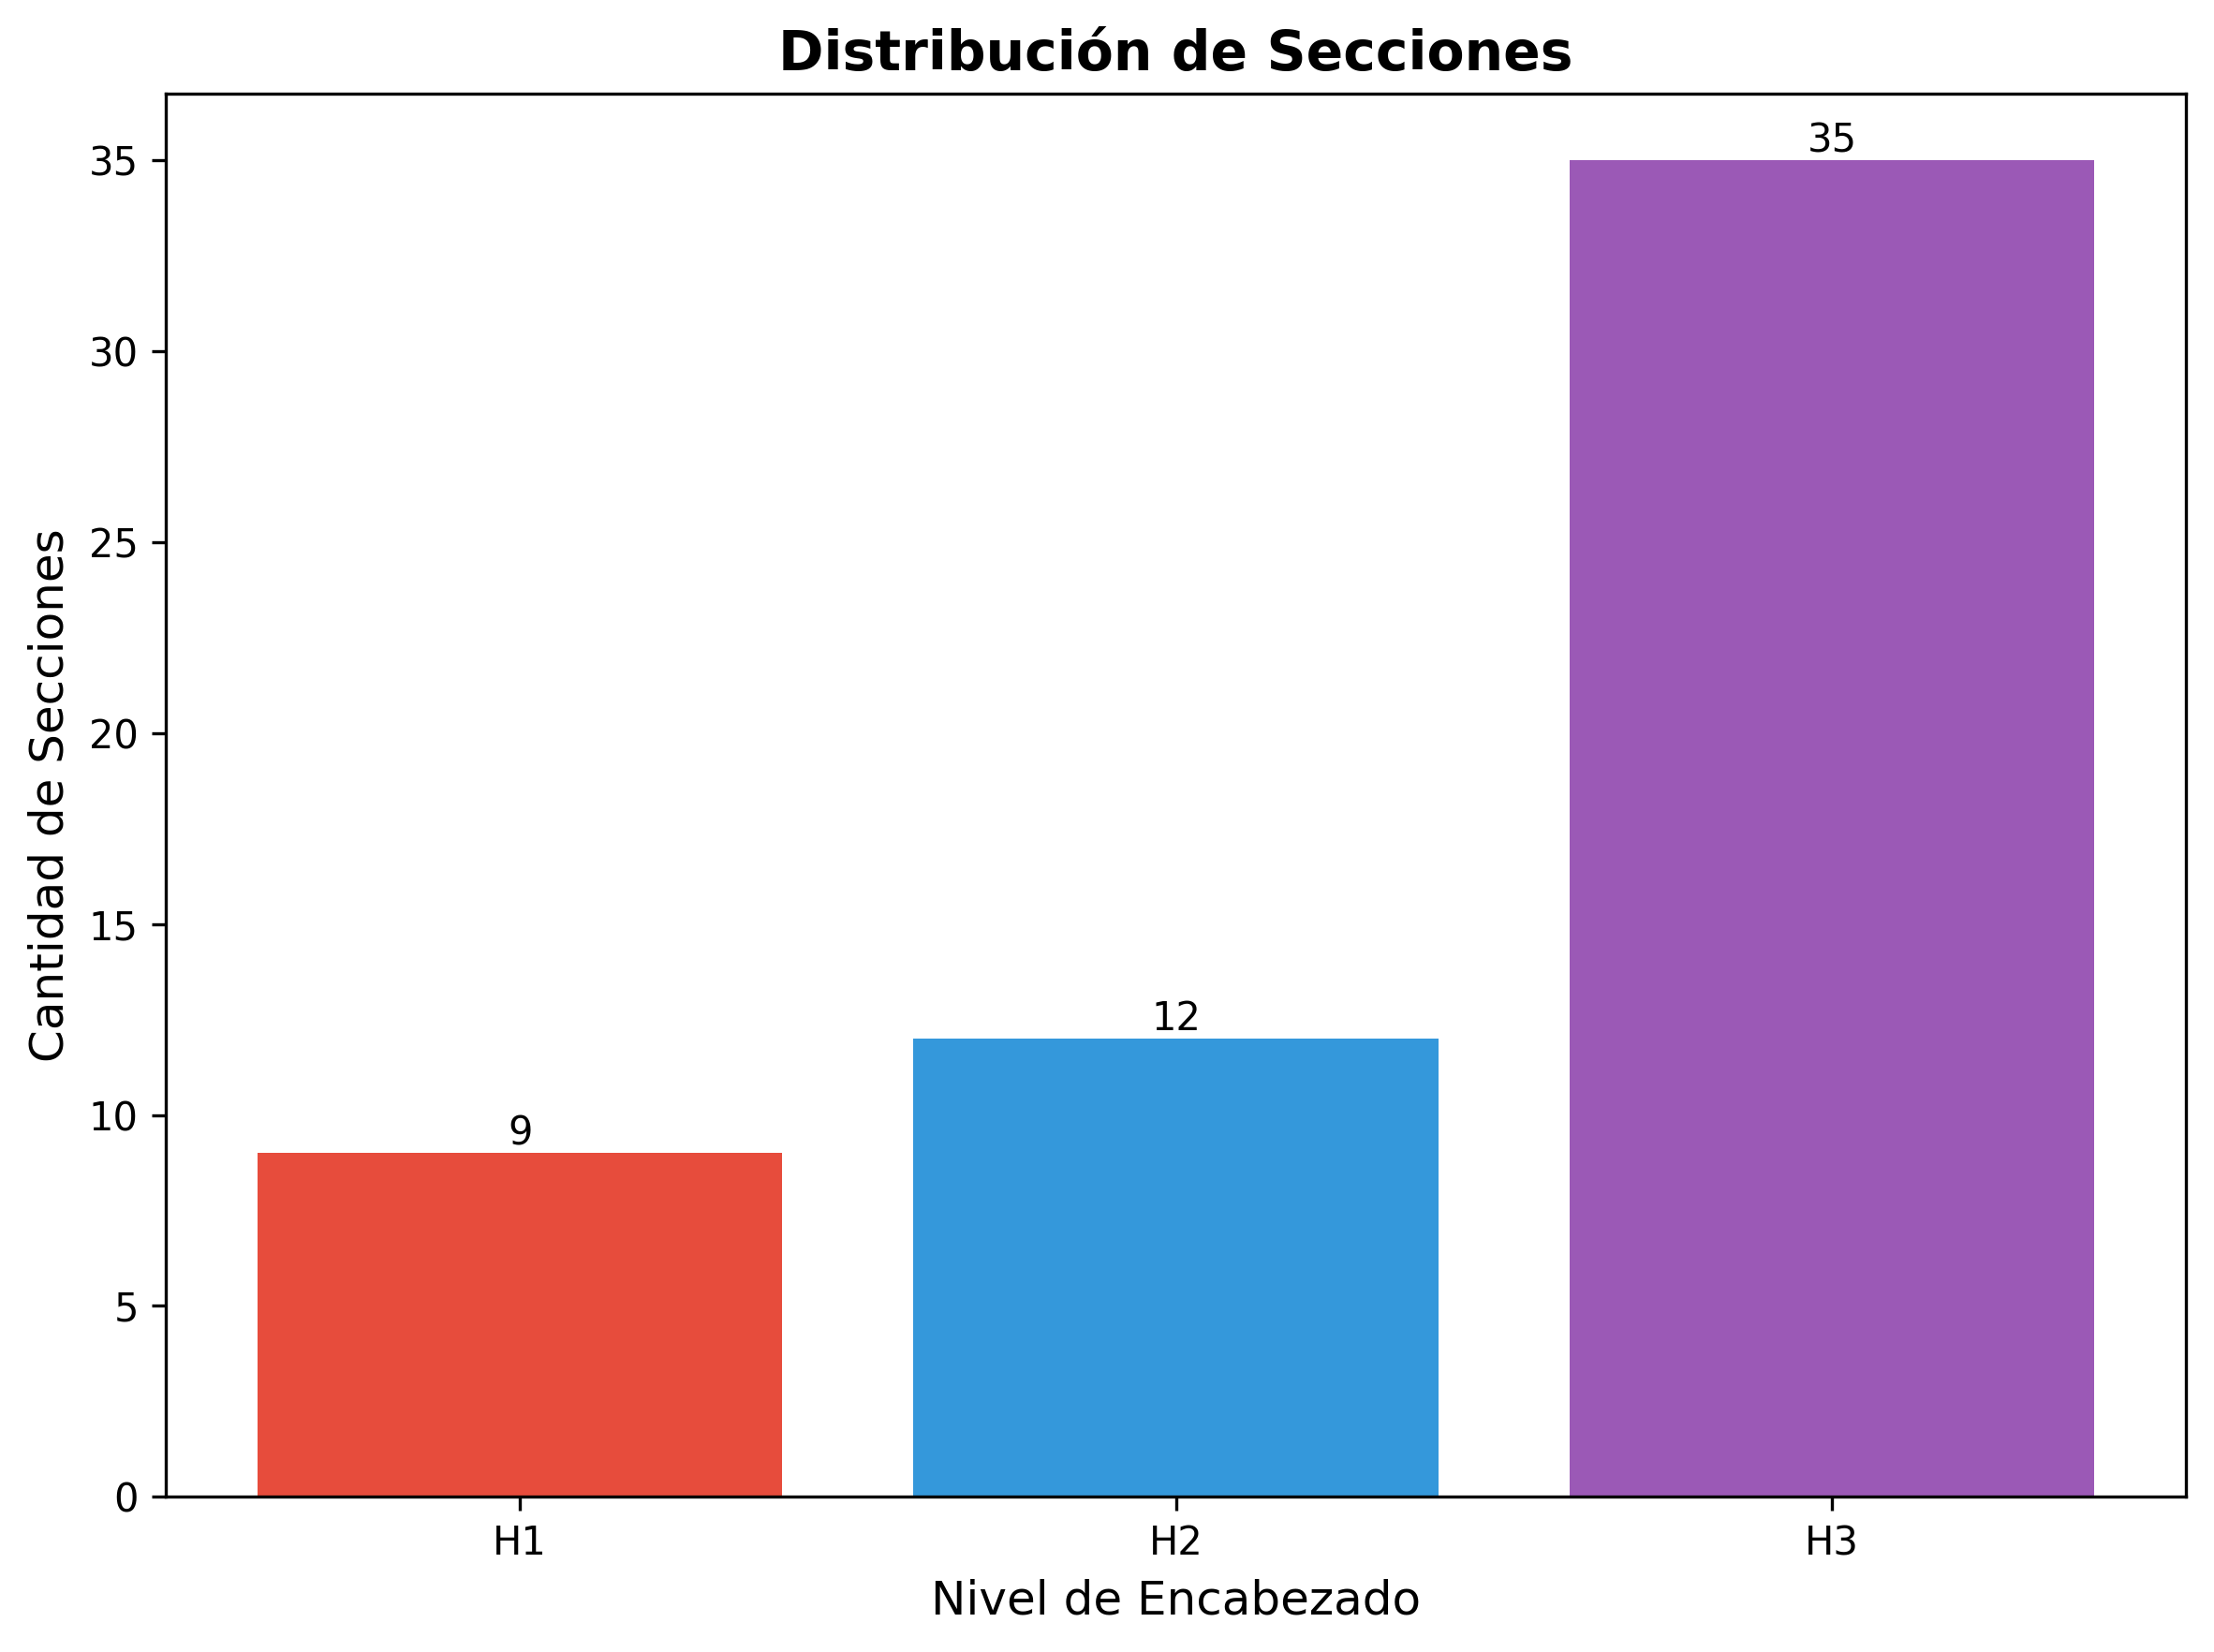 Distribución de Secciones
Cantidad de Secciones
35
30
25
20
15
10
5
0
9
12
35
H1
H2
H3
Nivel de Encabezado